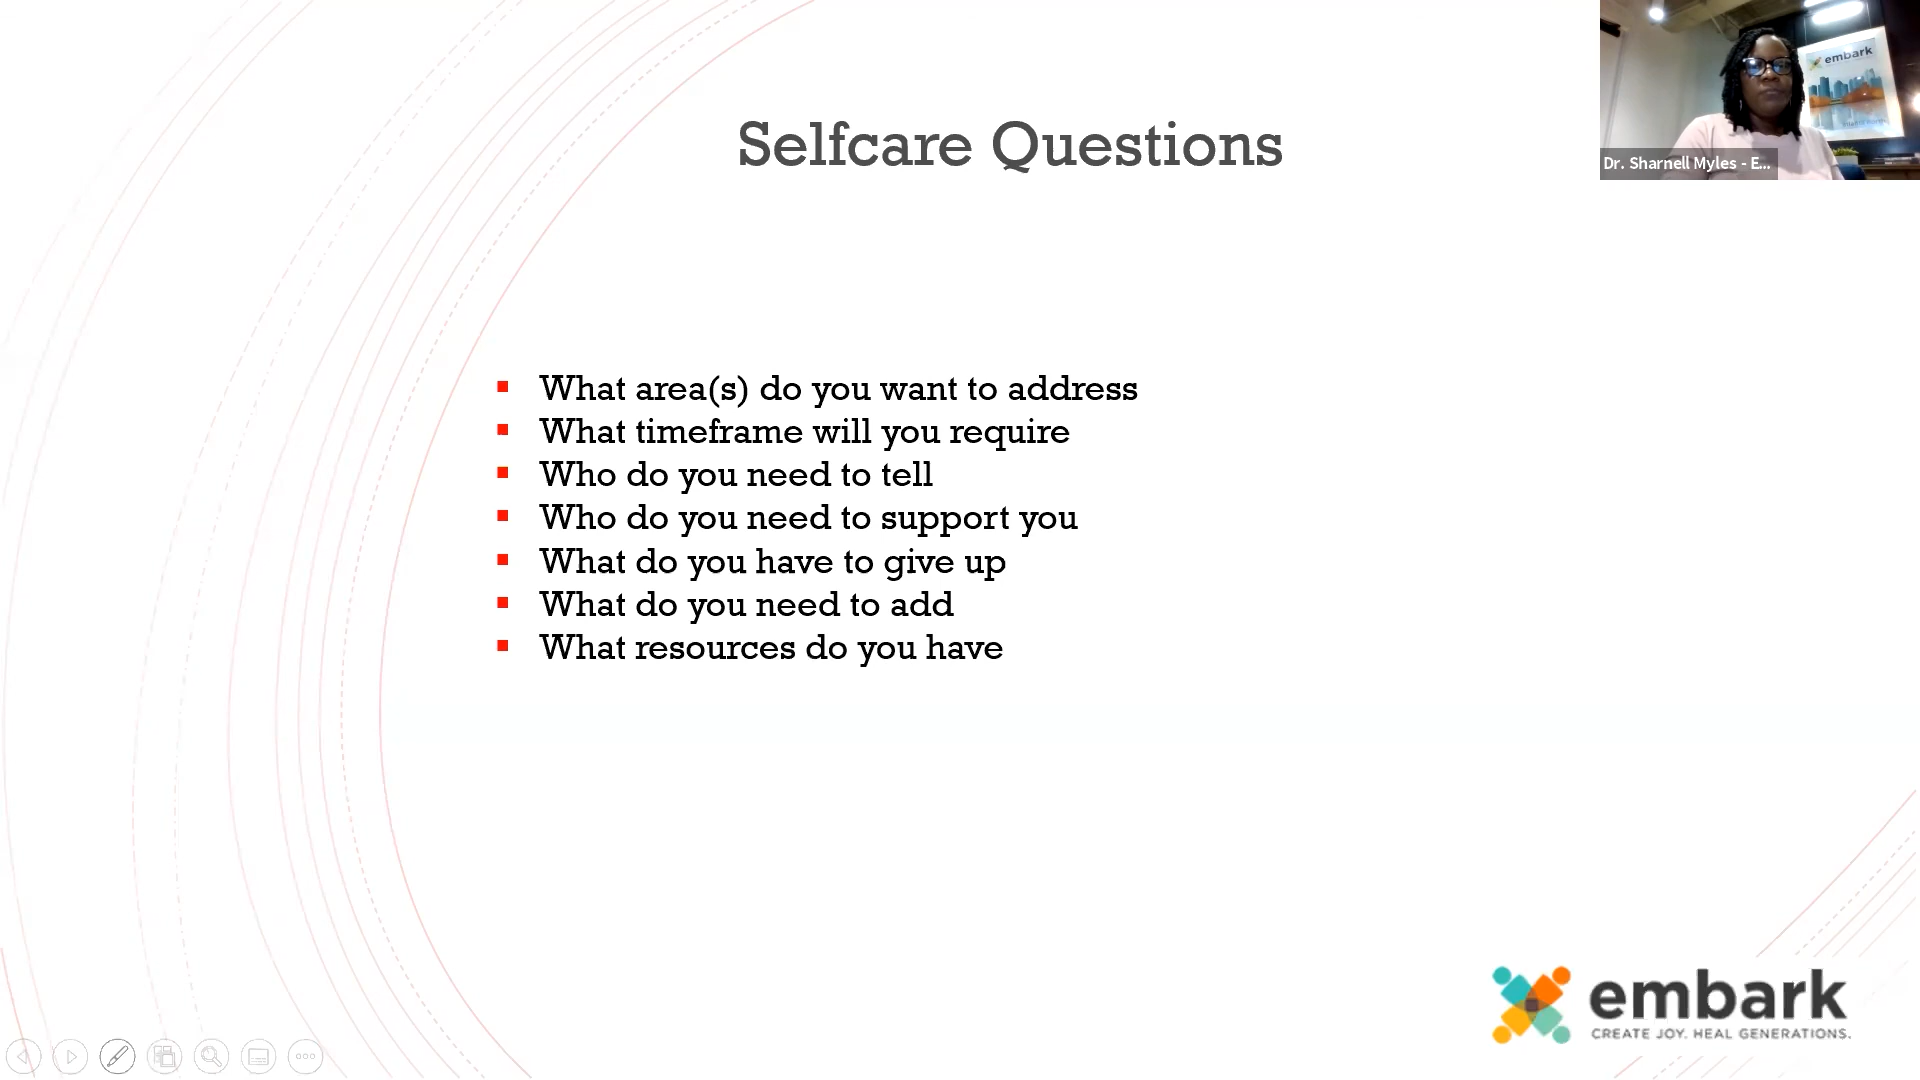 Selfcare Questions
embark
Dr. Sharnell Myles - E...
What area(s) do you want to address
What timeframe will you require
Who do you need to tell
Who do you need to support you
What do you have to give up
What do you need to add
What resources do you have
embark
CREATE JOY. HEAL GENERATIONS.